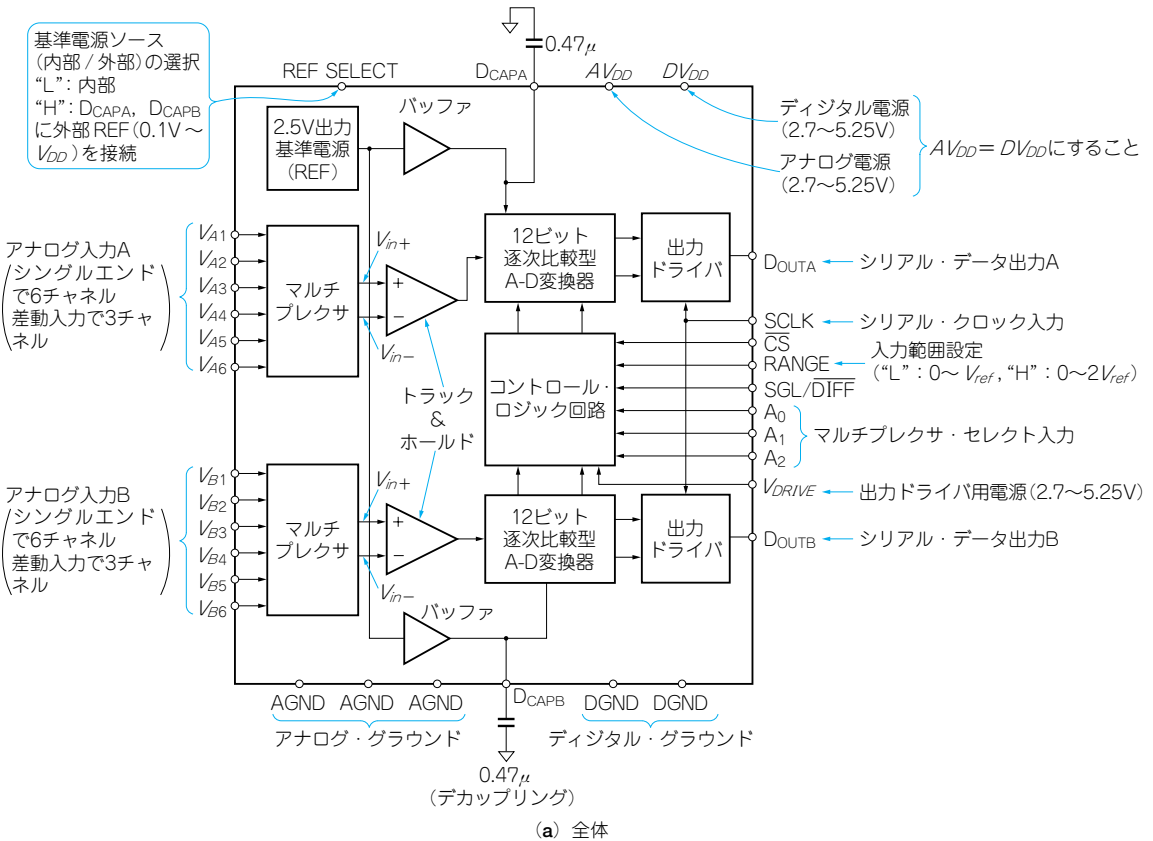 基準電源ソース
(内部/外部)の選択
“L”：内部
“H”：DCAPA，DCAPB
に外部REF(0.1V～
VDD)を接続
REF SELECT
DCAPA
0.47μ
AVDD
DVDD
ディジタル電源
(2.7～5.25V)
アナログ電源
(2.7～5.25V)
AVDD＝DVDDにすること
2.5V出力
基準電源
(REF)
バッファ
アナログ入力A
シングルエンド
で6チャネル
差動入力で3チャ
ネル
VA1
VA2
VA3
VA4
VA5
VA6
マルチ
プレクサ
Vin+
Vin−
+
−
12ビット
逐次比較型
A-D変換器
出力
ドライバ
DOUTA
シリアル・データ出力A
SCLK
シリアル・クロック入力
CS
RANGE
入力範囲設定
(“L”：0～Vref，“H”：0～2Vref)
SGL/DIFF
A0
A1
A2
マルチプレクサ・セレクト入力
コントロール・
ロジック回路
トラック
&
ホールド
VDRIVE
出力ドライバ用電源(2.7～5.25V)
アナログ入力B
シングルエンド
で6チャネル
差動入力で3チャ
ネル
VB1
VB2
VB3
VB4
VB5
VB6
マルチ
プレクサ
Vin+
Vin−
+
−
12ビット
逐次比較型
A-D変換器
出力
ドライバ
DOUTB
シリアル・データ出力B
バッファ
AGND
AGND
AGND
アナログ・グラウンド
DCAPB
DGND
DGND
ディジタル・グラウンド
0.47μ
(デカップリング)
(a) 全体